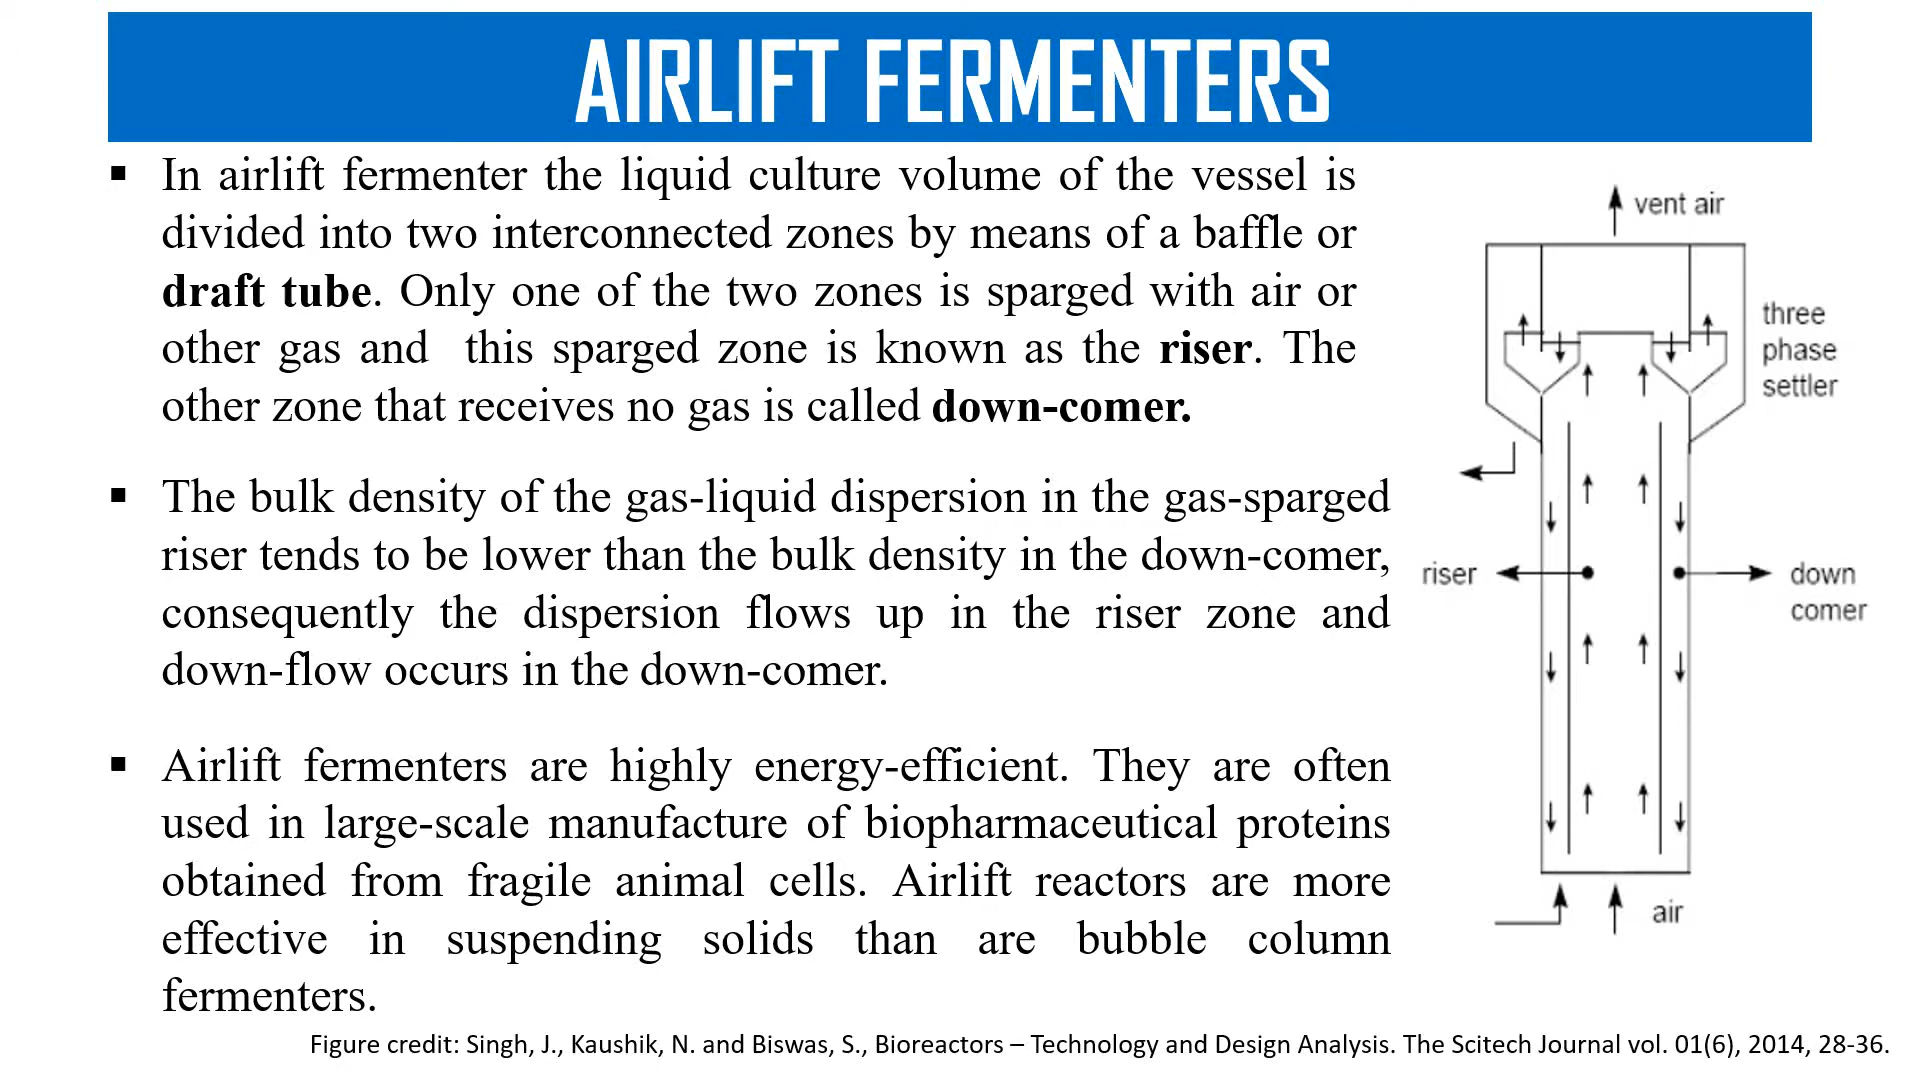 AIRLIFT FERMENTERS
▪ In airlift fermenter the liquid culture volume of the vessel is
divided into two interconnected zones by means of a baffle or
draft tube. Only one of the two zones is sparged with air or
other gas and this sparged zone is known as the riser. The
other zone that receives no gas is called down-comer.
▪ The bulk density of the gas-liquid dispersion in the gas-sparged
riser tends to be lower than the bulk density in the down-comer,
consequently the dispersion flows up in the riser zone and
down-flow occurs in the down-comer.
▪ Airlift fermenters are highly energy-efficient. They are often
used in large-scale manufacture of biopharmaceutical proteins
obtained from fragile animal cells. Airlift reactors are more
effective in suspending solids than are bubble column
fermenters.
vent air
three
phase
settler
riser
down
comer
air
Figure credit: Singh, J., Kaushik, N. and Biswas, S., Bioreactors – Technology and Design Analysis. The Scitech Journal vol. 01(6), 2014, 28-36.